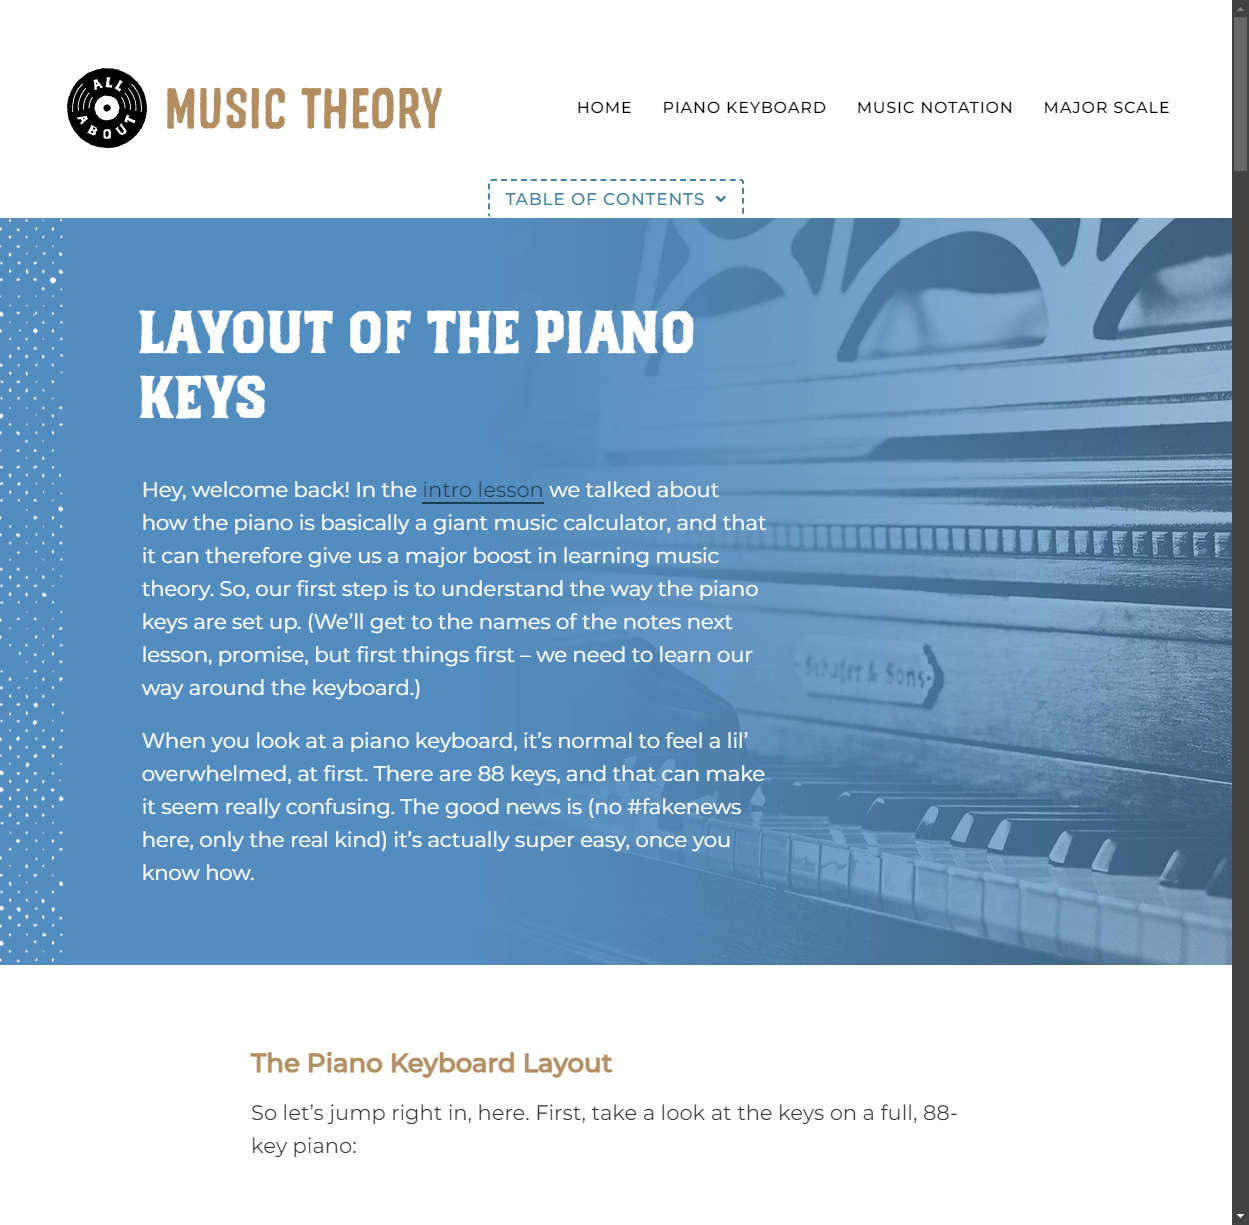 ALL ABOUT
MUSIC THEORY
HOME PIANO KEYBOARD MUSIC NOTATION MAJOR SCALE
TABLE OF CONTENTS
LAYOUT OF THE PIANO
KEYS
Hey, welcome back! In the intro lesson we talked about
how the piano is basically a giant music calculator, and that
it can therefore give us a major boost in learning music
theory. So, our first step is to understand the way the piano
keys are set up. (We’ll get to the names of the notes next
lesson, promise, but first things first – we need to learn our
way around the keyboard.)
When you look at a piano keyboard, it’s normal to feel a lil’
overwhelmed, at first. There are 88 keys, and that can make
it seem really confusing. The good news is (no #fakenews
here, only the real kind) it’s actually super easy, once you
know how.
Schafrt & Sons
The Piano Keyboard Layout
So let’s jump right in, here. First, take a look at the keys on a full, 88-
key piano: